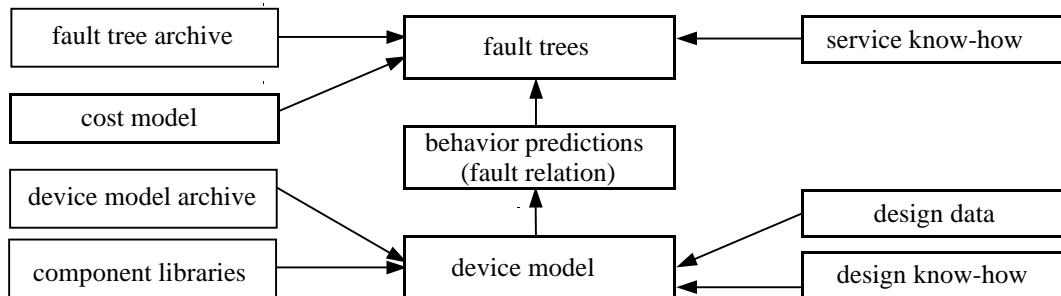 fault tree archive
fault trees
service know-how
cost model
behavior predictions
(fault relation)
device model archive
design data
component libraries
device model
design know-how